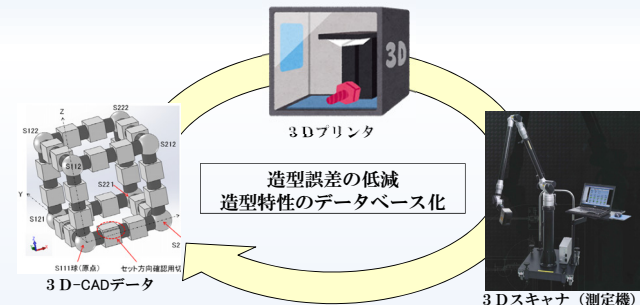 3D
3Dプリンタ
Z
S222
S122
S212
S112
S221
Y
S121
S2
S111球(原点)
セット方向確認用切
3D-CADデータ
造型誤差の低減
造型特性のデータベース化
3Dスキャナ(測定機)